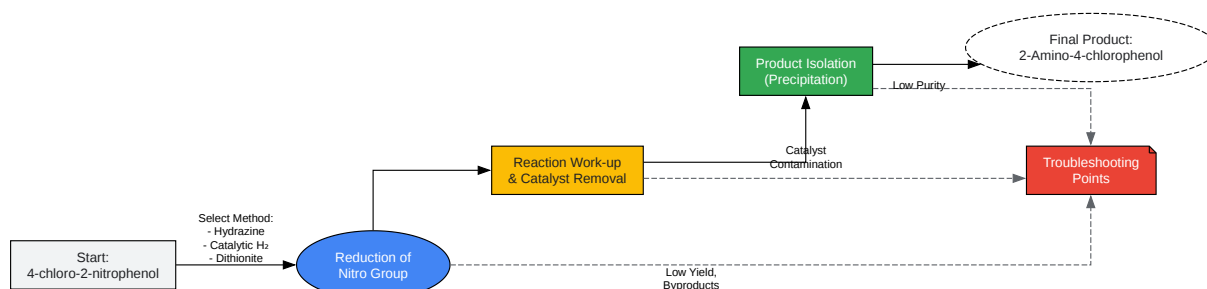 Start:
4-chloro-2-nitrophenol
Select Method:
- Hydrazine
- Catalytic H₂
- Dithionite
Reduction of
Nitro Group
Reaction Work-up
& Catalyst Removal
Product Isolation
(Precipitation)
Final Product:
2-Amino-4-chlorophenol
Low Purity
Catalyst
Contamination
Troubleshooting
Points
Low Yield,
Byproducts